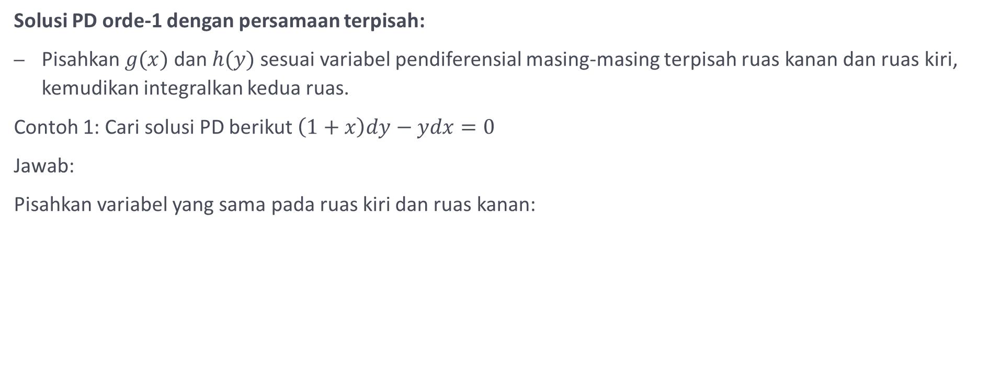 Solusi PD orde-1 dengan persamaan terpisah:
– Pisahkan g(x) dan h(y) sesuai variabel pendiferensial masing-masing terpisah ruas kanan dan ruas kiri,
kemudikan integralkan kedua ruas.
Contoh 1: Cari solusi PD berikut (1 + x)dy − ydx = 0
Jawab:
Pisahkan variabel yang sama pada ruas kiri dan ruas kanan: